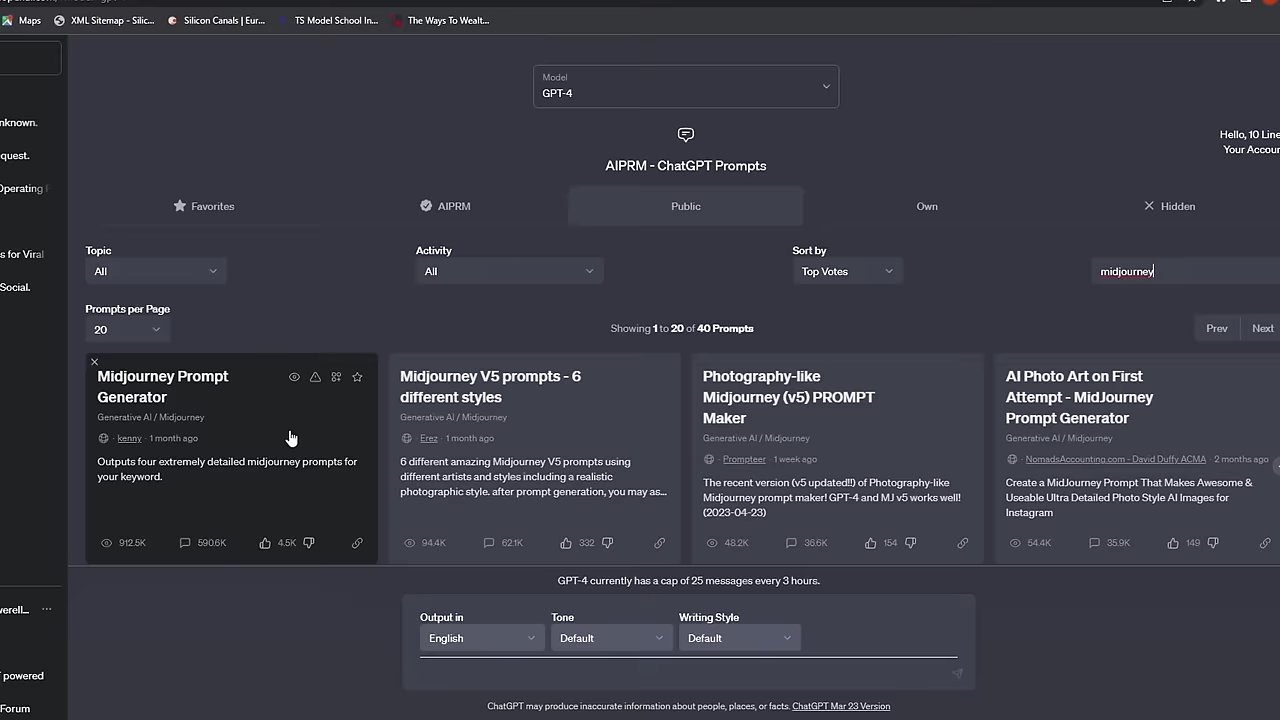 Maps XML Sitemap - Silic... Silicon Canals | Eur... TS Model School In... The Ways To Wealt...
Model
GPT-4
nknown.
quest.
Operating
s for Viral
Social.
Hello, 10 Line
Your Accoun
AIPRM - ChatGPT Prompts
Favorites AIPRM Public Own Hidden
Topic Activity Sort by
All All Top Votes midjourney
Prompts per Page
20 Showing 1 to 20 of 40 Prompts Prev Next
Midjourney Prompt
Generator
Generative AI / Midjourney
· kenny · 1 month ago
Outputs four extremely detailed midjourney prompts for
your keyword.
912.5K 590.6K 4.5K
Midjourney V5 prompts - 6
different styles
Generative AI / Midjourney
· Erez · 1 month ago
6 different amazing Midjourney V5 prompts using
different artists and styles including a realistic
photographic style. after prompt generation, you may as...
94.4K 62.1K 332
Photography-like
Midjourney (v5) PROMPT
Maker
Generative AI / Midjourney
· Prompteer · 1 week ago
The recent version (v5 updated!!) of Photography-like
Midjourney prompt maker! GPT-4 and MJ v5 works well!
(2023-04-23)
48.2K 36.6K 154
AI Photo Art on First
Attempt - MidJourney
Prompt Generator
Generative AI / Midjourney
· NomadsAccounting.com - David Duffy ACMA · 2 months ago
Create a MidJourney Prompt That Makes Awesome &
Useable Ultra Detailed Photo Style AI Images for
Instagram
54.4K 35.9K 149
GPT-4 currently has a cap of 25 messages every 3 hours.
Output in Tone Writing Style
English Default Default
werell...
powered
Forum
ChatGPT may produce inaccurate information about people, places, or facts. ChatGPT Mar 23 Version